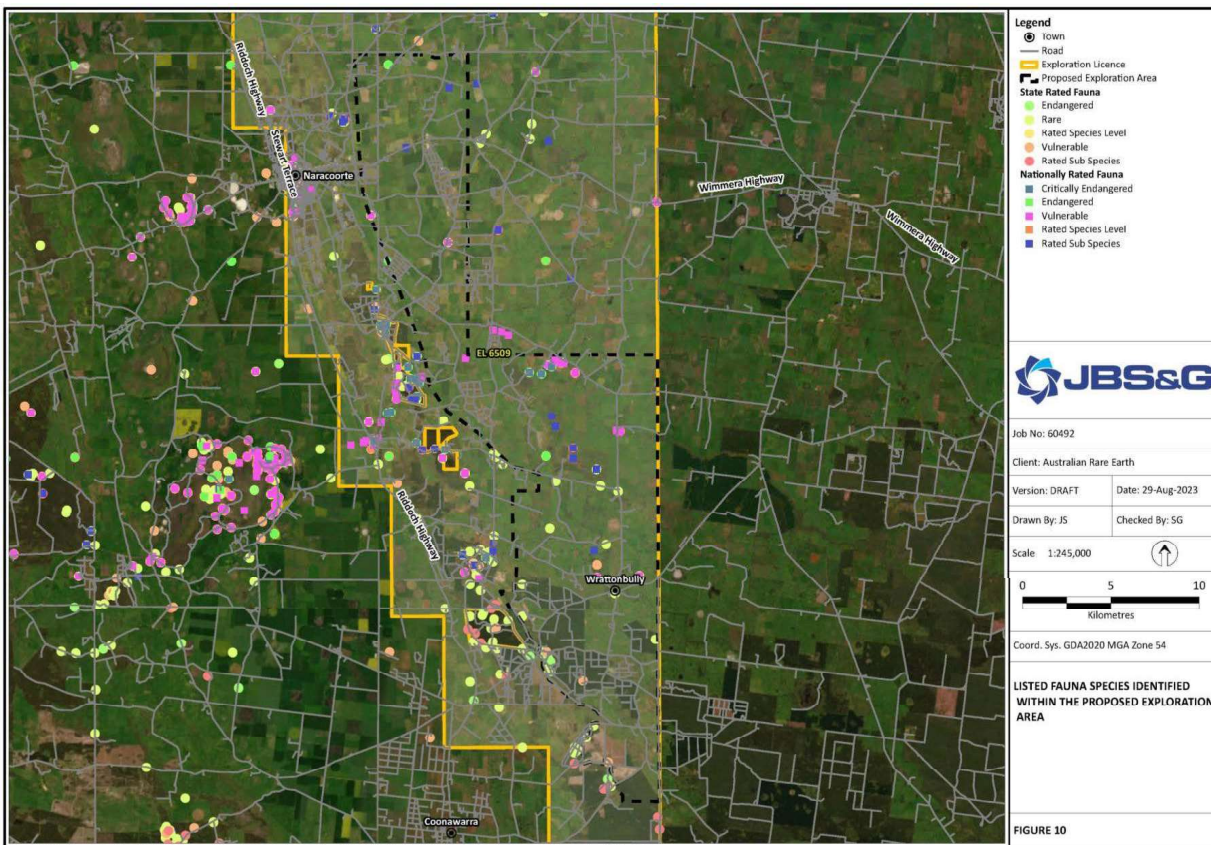 Riddoch Highway
Stewart Terrace
Naracoorte
Wimmera Highway
Wimmera Highway
EL 6509
Riddoch Highway
Wrattonbully
Coonawarra
Legend
Town
Road
Exploration Licence
Proposed Exploration Area
State Rated Fauna
Endangered
Rare
Rated Species Level
Vulnerable
Rated Sub Species
Nationally Rated Fauna
Critically Endangered
Endangered
Vulnerable
Rated Species Level
Rated Sub Species
JBS&G
Job No: 60492
Client: Australian Rare Earth
Version: DRAFT
Date: 29-Aug-2023
Drawn By: JS
Checked By: SG
Scale 1:245,000
0 5 10
Kilometres
Coord. Sys. GDA2020 MGA Zone 54
LISTED FAUNA SPECIES IDENTIFIED
WITHIN THE PROPOSED EXPLORATION
AREA
FIGURE 10